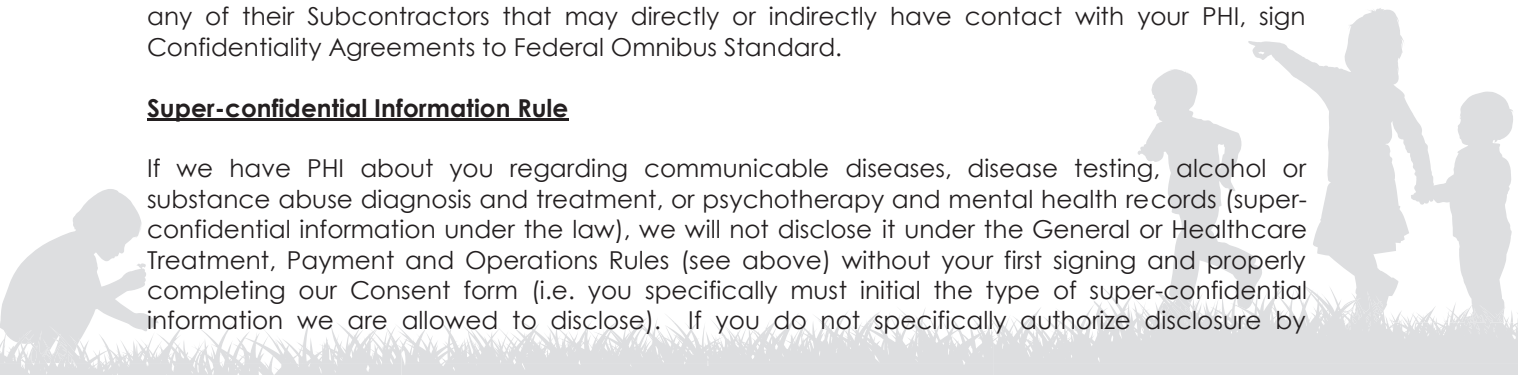 any of their Subcontractors that may directly or indirectly have contact with your PHI, sign
Confidentiality Agreements to Federal Omnibus Standard.
Super-confidential Information Rule
If we have PHI about you regarding communicable diseases, disease testing, alcohol or
substance abuse diagnosis and treatment, or psychotherapy and mental health records (super-
confidential information under the law), we will not disclose it under the General or Healthcare
Treatment, Payment and Operations Rules (see above) without your first signing and properly
completing our Consent form (i.e. you specifically must initial the type of super-confidential
information we are allowed to disclose).  If you do not specifically authorize disclosure by